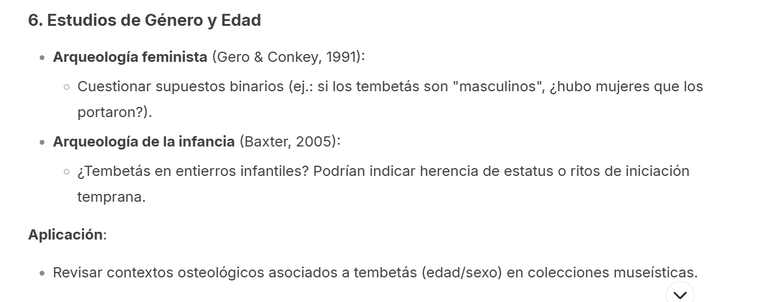 6. Estudios de Género y Edad
Arqueología feminista (Gero & Conkey, 1991):
Cuestionar supuestos binarios (ej.: si los tembetás son "masculinos", ¿hubo mujeres que los
portaron?).
Arqueología de la infancia (Baxter, 2005):
¿Tembetás en entierros infantiles? Podrían indicar herencia de estatus o ritos de iniciación
temprana.
Aplicación:
Revisar contextos osteológicos asociados a tembetás (edad/sexo) en colecciones museísticas.